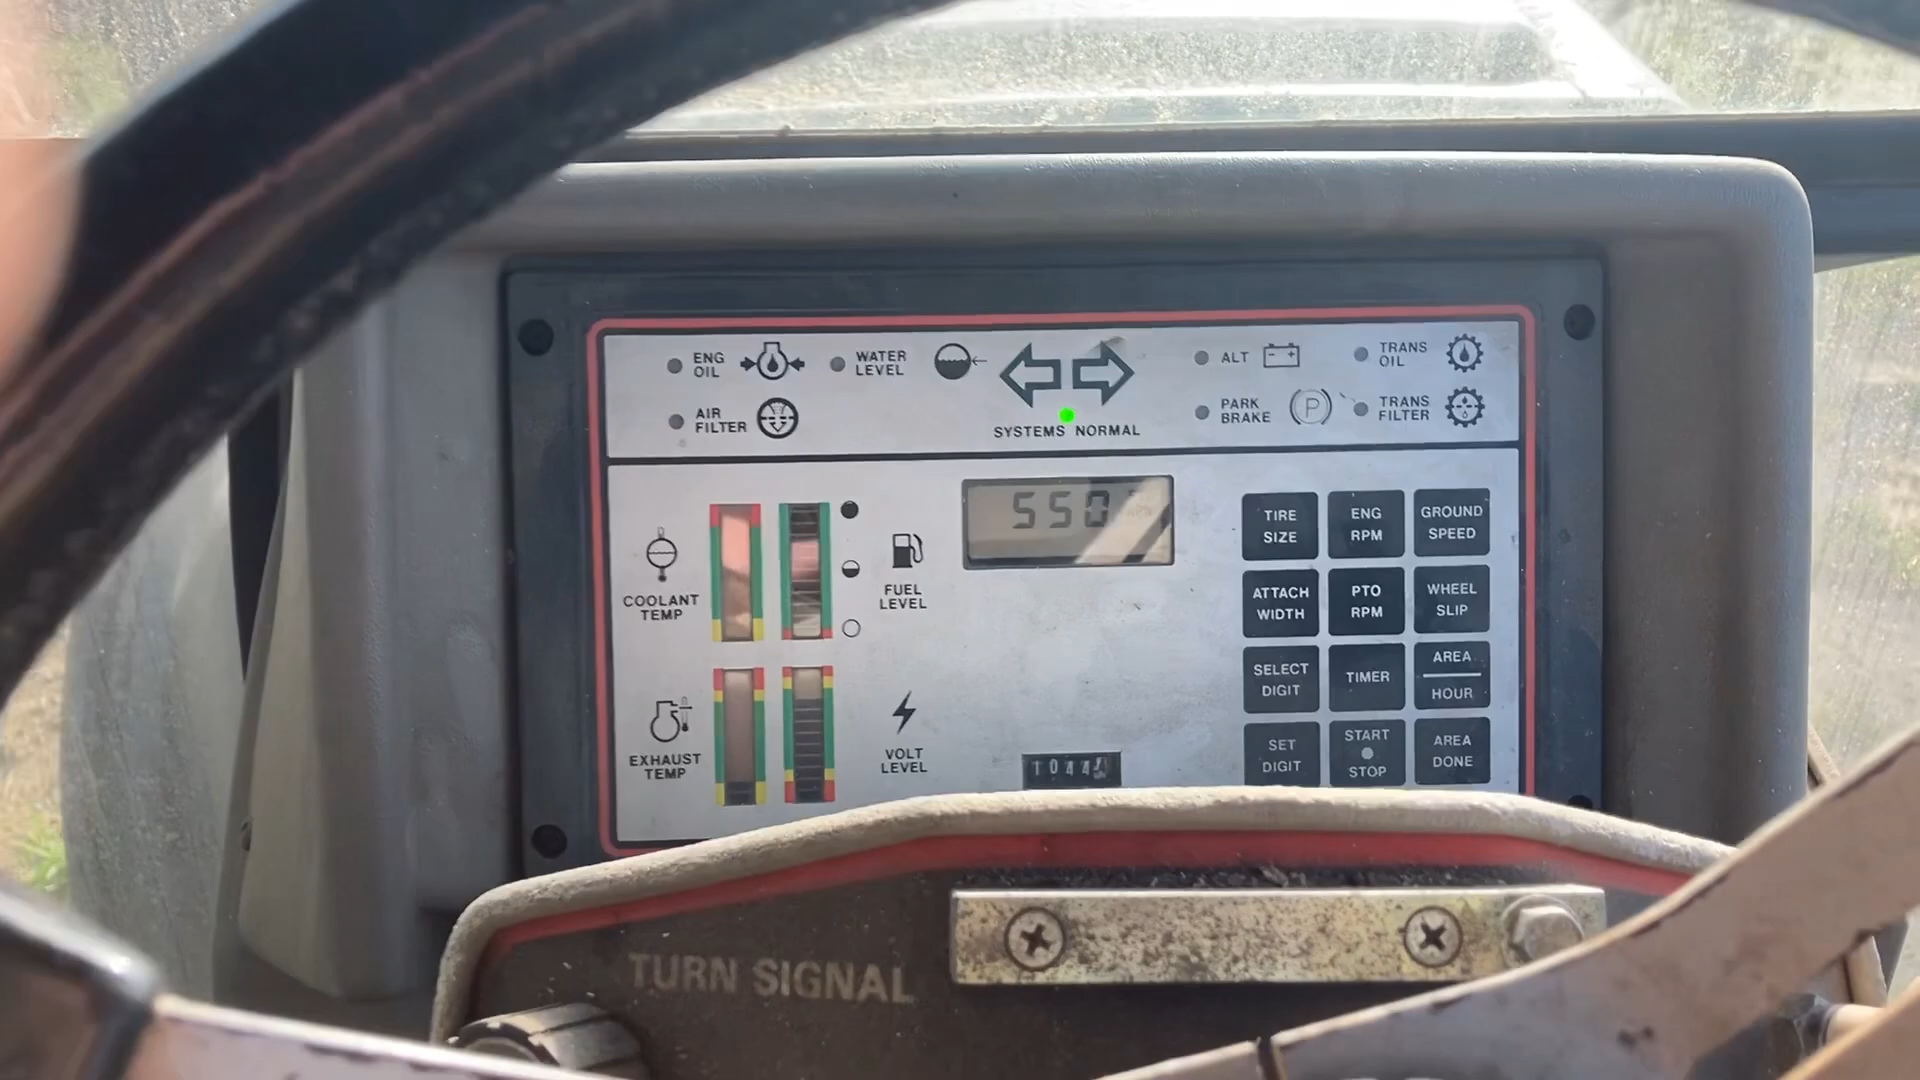 ENG
OIL
WATER
LEVEL
ALT
TRANS
OIL
AIR
FILTER
SYSTEMS NORMAL
PARK
BRAKE
P
TRANS
FILTER
550
COOLANT
TEMP
FUEL
LEVEL
EXHAUST
TEMP
VOLT
LEVEL
1044
TIRE
SIZE
ENG
RPM
GROUND
SPEED
ATTACH
WIDTH
PTO
RPM
WHEEL
SLIP
SELECT
DIGIT
TIMER
AREA
HOUR
SET
DIGIT
START
STOP
AREA
DONE
TURN SIGNAL